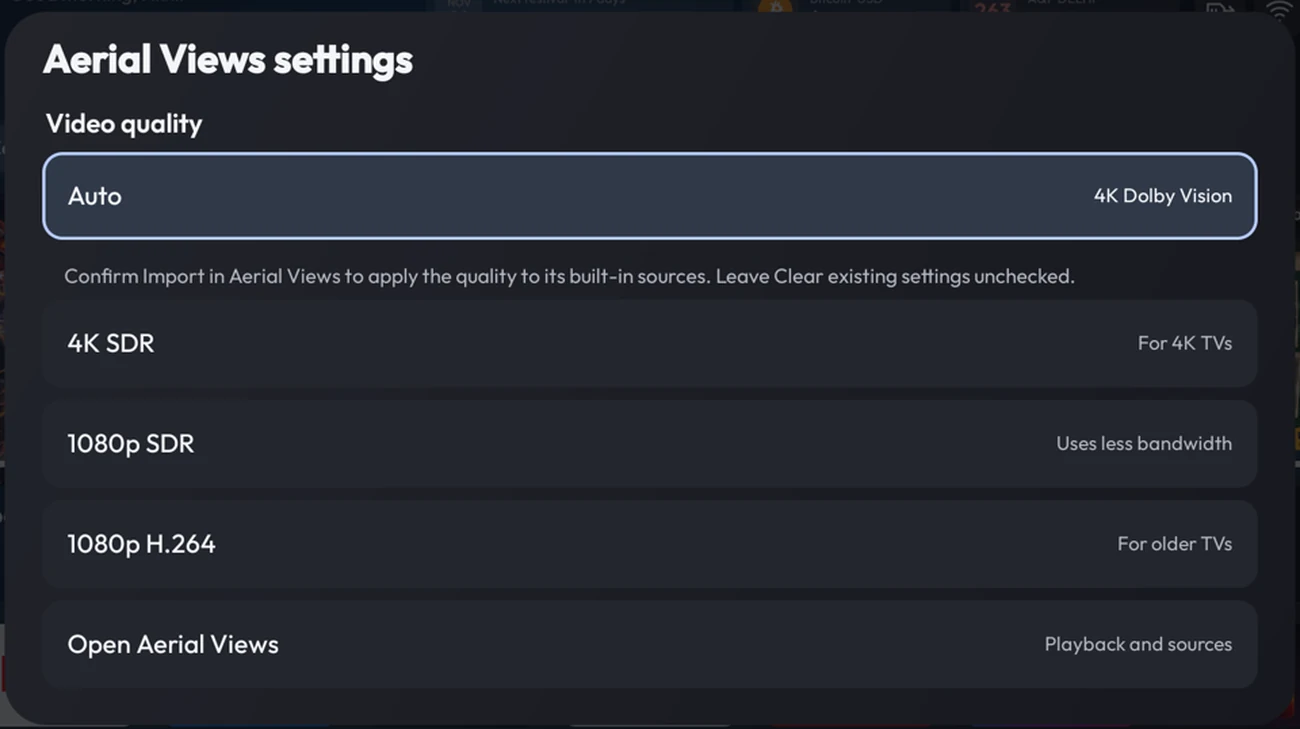 Aerial Views settings
Video quality
Auto 4K Dolby Vision
Confirm Import in Aerial Views to apply the quality to its built-in sources. Leave Clear existing settings unchecked.
4K SDR For 4K TVs
1080p SDR Uses less bandwidth
1080p H.264 For older TVs
Open Aerial Views Playback and sources